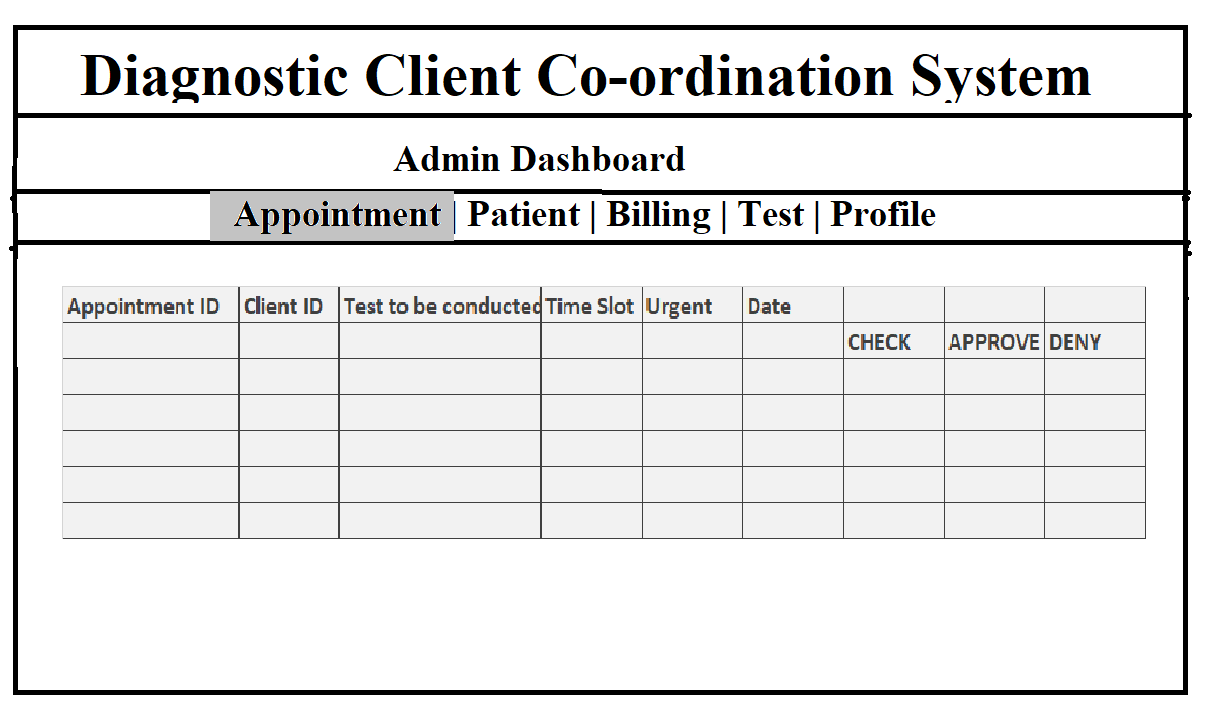 Diagnostic Client Co-ordination System
Admin Dashboard
Appointment | Patient | Billing | Test | Profile
Appointment ID Client ID Test to be conducted Time Slot Urgent Date
CHECK APPROVE DENY